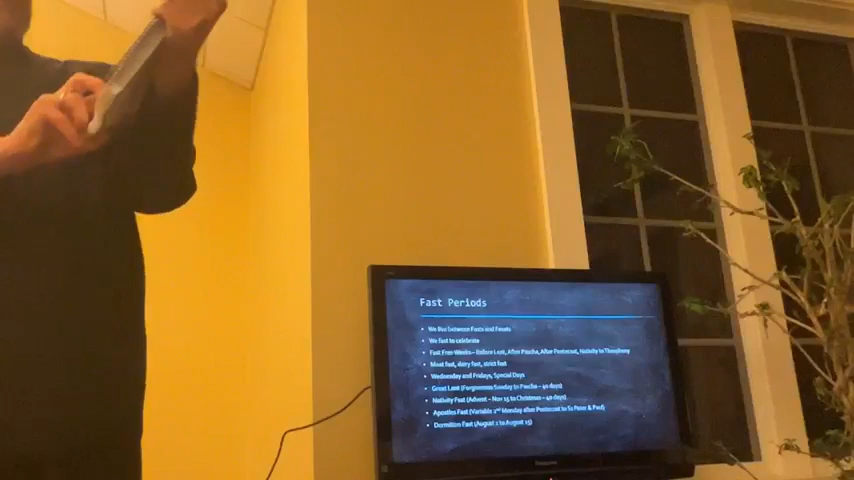 Fast Periods
• We live between Fasts and Feasts
• We fast to celebrate
• Fast Free Weeks – Before Lent, After Pascha, After Pentecost, Nativity to Theophany
• Meat fast, dairy fast, strict fast
• Wednesday and Fridays, Special Days
• Great Lent (Forgiveness Sunday to Pascha – 40 days)
• Nativity Fast (Advent – Nov 15 to Christmas – 40 days)
• Apostles Fast (Variable 2nd Monday after Pentecost to Ss Peter & Paul)
• Dormition Fast (August 1 to August 15)
Panasonic